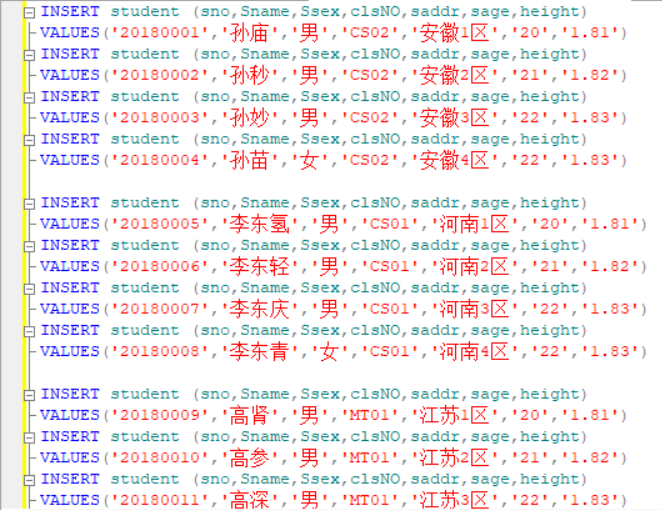 INSERT student (sno,Sname,Ssex,clsNO,saddr,sage,height)
VALUES('20180001','孙庙','男','CS02','安徽1区','20','1.81')
INSERT student (sno,Sname,Ssex,clsNO,saddr,sage,height)
VALUES('20180002','孙秒','男','CS02','安徽2区','21','1.82')
INSERT student (sno,Sname,Ssex,clsNO,saddr,sage,height)
VALUES('20180003','孙妙','男','CS02','安徽3区','22','1.83')
INSERT student (sno,Sname,Ssex,clsNO,saddr,sage,height)
VALUES('20180004','孙苗','女','CS02','安徽4区','22','1.83')
INSERT student (sno,Sname,Ssex,clsNO,saddr,sage,height)
VALUES('20180005','李东氢','男','CS01','河南1区','20','1.81')
INSERT student (sno,Sname,Ssex,clsNO,saddr,sage,height)
VALUES('20180006','李东轻','男','CS01','河南2区','21','1.82')
INSERT student (sno,Sname,Ssex,clsNO,saddr,sage,height)
VALUES('20180007','李东庆','男','CS01','河南3区','22','1.83')
INSERT student (sno,Sname,Ssex,clsNO,saddr,sage,height)
VALUES('20180008','李东青','女','CS01','河南4区','22','1.83')
INSERT student (sno,Sname,Ssex,clsNO,saddr,sage,height)
VALUES('20180009','高肾','男','MT01','江苏1区','20','1.81')
INSERT student (sno,Sname,Ssex,clsNO,saddr,sage,height)
VALUES('20180010','高参','男','MT01','江苏2区','21','1.82')
INSERT student (sno,Sname,Ssex,clsNO,saddr,sage,height)
VALUES('20180011','高深','男','MT01','江苏3区','22','1.83')